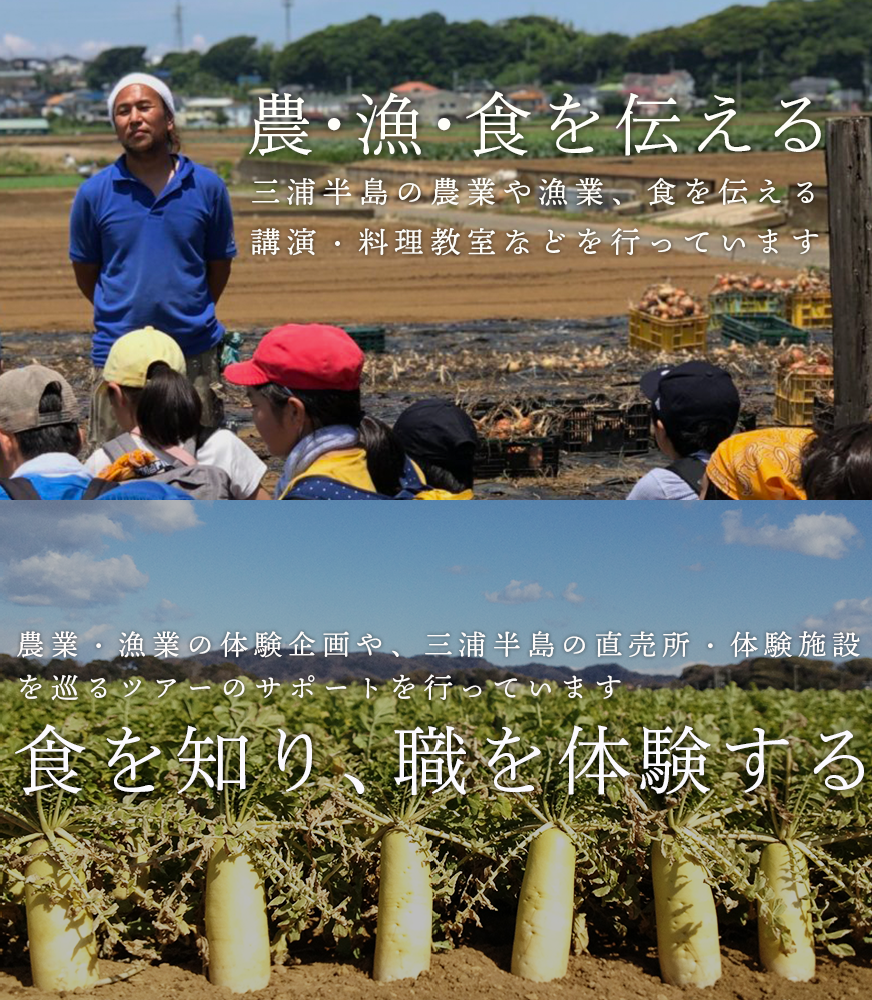 農・漁・食を伝える
三浦半島の農業や漁業、食を伝える
講演・料理教室などを行っています
農業・漁業の体験企画や、三浦半島の直売所・体験施設
を巡るツアーのサポートを行っています
食を知り、職を体験する